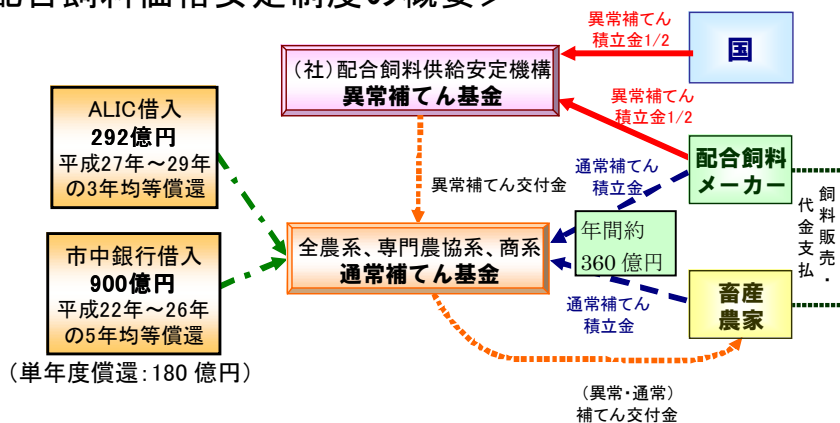 配合飼料価格安定制度の概要＞
異常補てん
積立金1/2
国
（社）配合飼料供給安定機構
異常補てん基金
異常補てん
積立金1/2
ALIC借入
292億円
平成27年～29年
の3年均等償還
異常補てん交付金
通常補てん
積立金
配合飼料
メーカー
飼料販売・
代金支払
市中銀行借入
900億円
平成22年～26年
の5年均等償還
（単年度償還：180 億円）
全農系、専門農協系、商系
通常補てん基金
年間約
360 億円
通常補てん
積立金
畜産
農家
（異常・通常）
補てん交付金